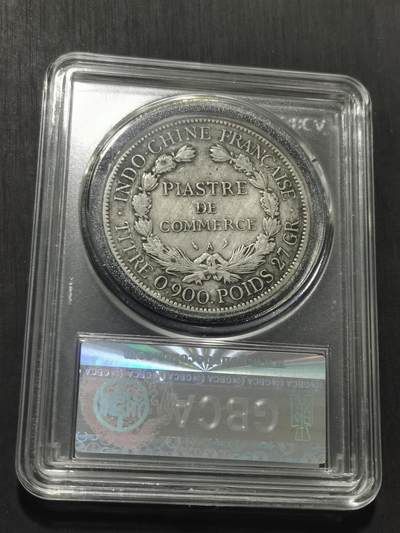 INDO-CHINE FRANÇAISE
PIASTRE
DE
COMMERCE
A
TITRE 0.900. POIDS 27 GR.
GBCA